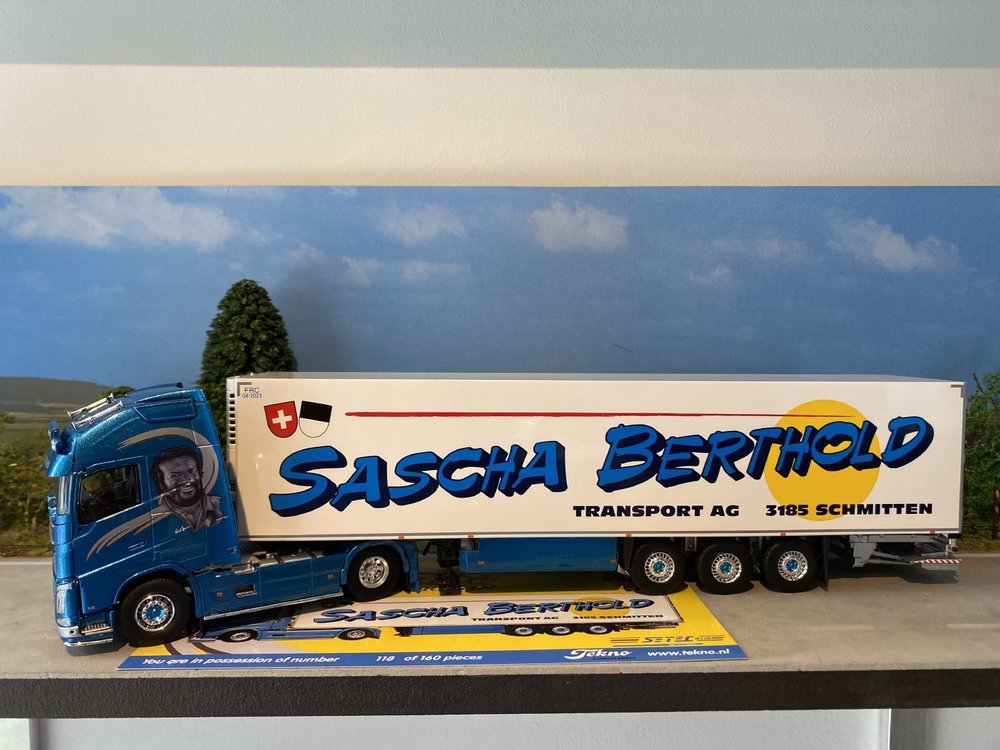 FRC
04-2023
SASCHA BERTHOLD
TRANSPORT AG 3185 SCHMITTEN
SASCHA BERTHOLD
TRANSPORT AG 3185 SCHMITTEN
SETEC
You are in possession of number 118 of 160 pieces
Tekno
www.tekno.nl